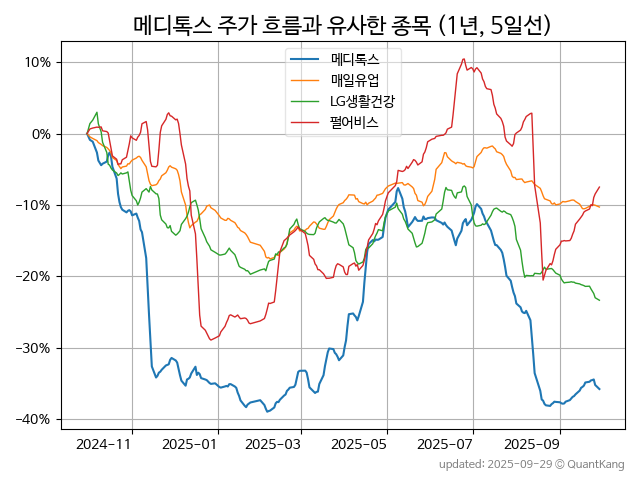 메디톡스 주가 흐름과 유사한 종목 (1년, 5일선)
메디톡스
매일유업
LG생활건강
펄어비스
10%
0%
−10%
−20%
−30%
−40%
2024−11
2025−01
2025−03
2025−05
2025−07
2025−09
updated: 2025-09-29 © QuantKang